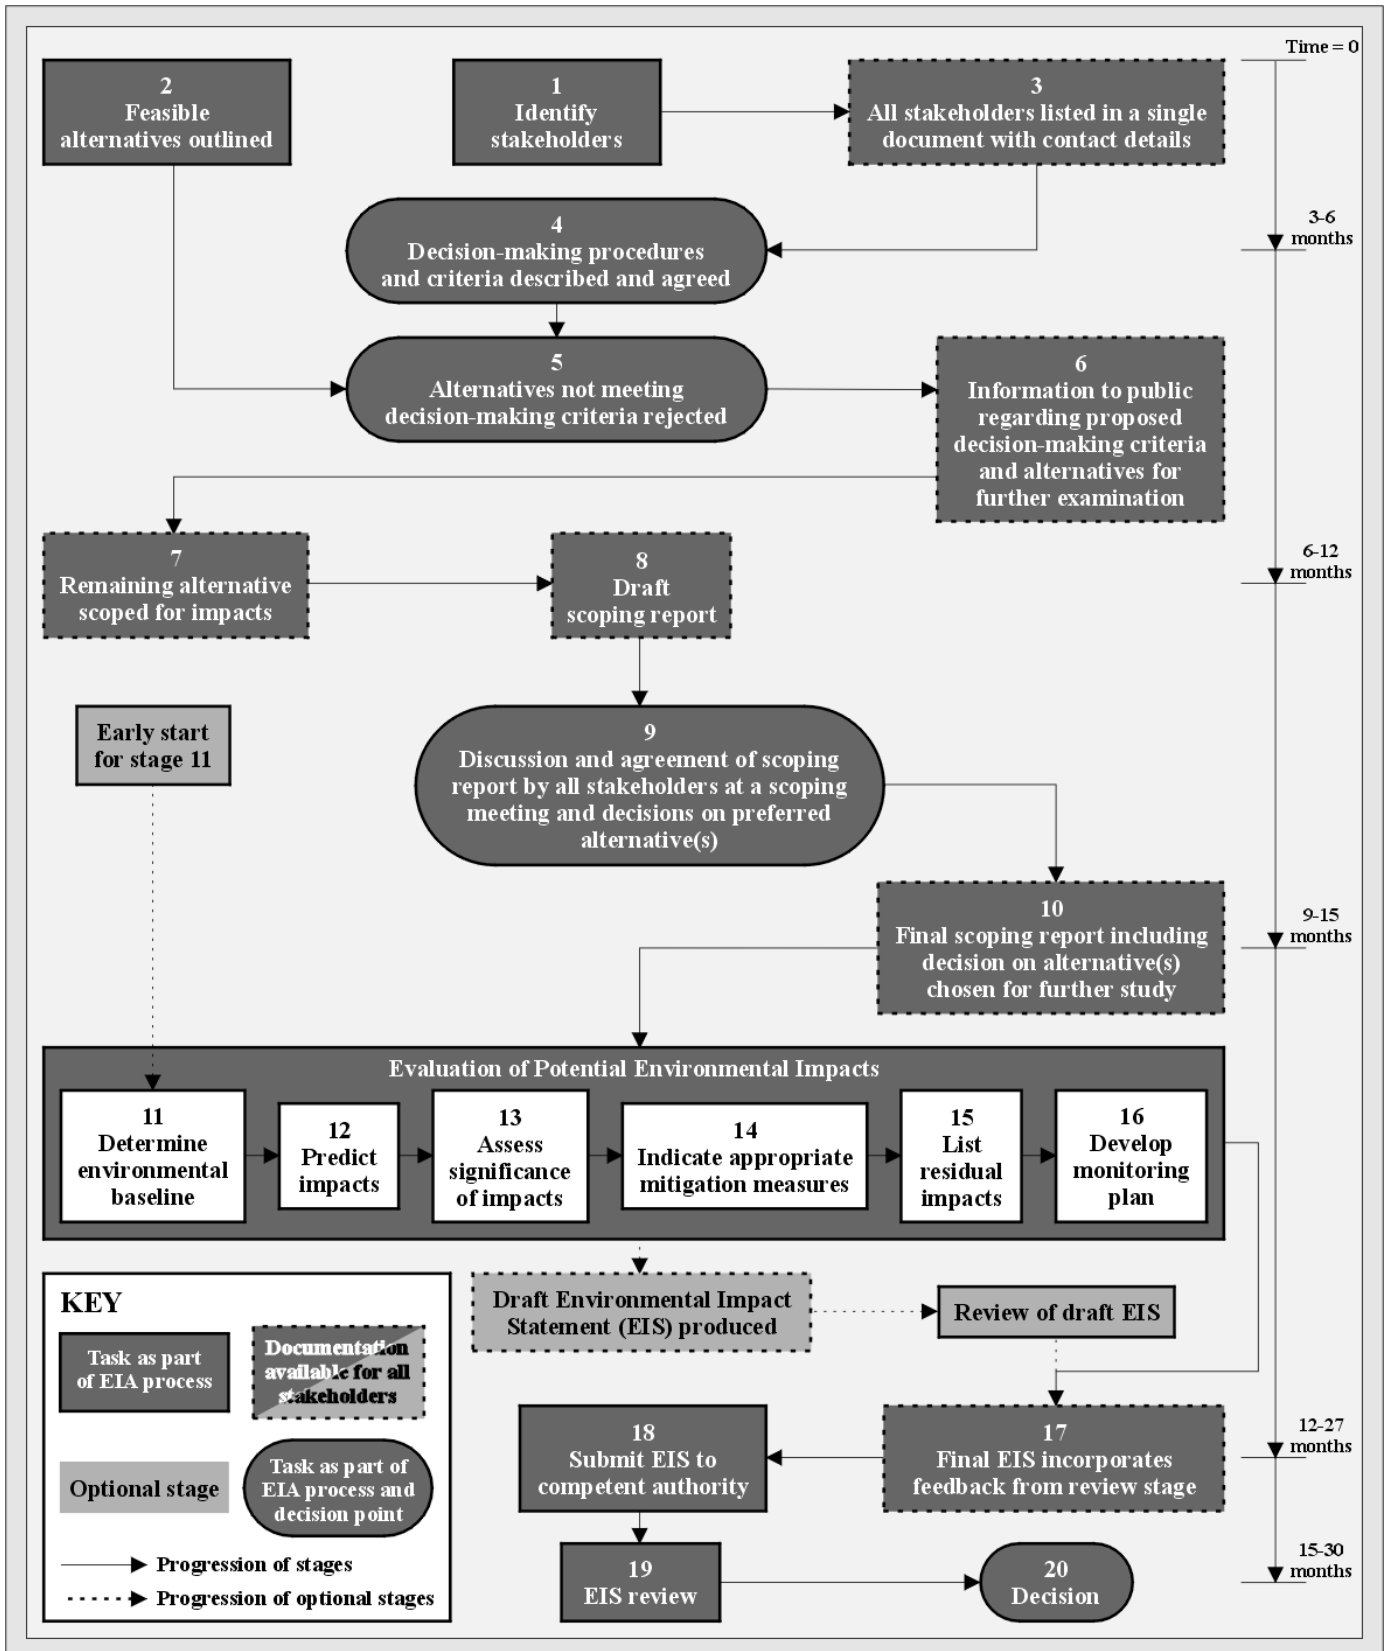 Time = 0
2
Feasible
alternatives outlined
1
Identify
stakeholders
3
All stakeholders listed in a single
document with contact details
3-6
months
4
Decision-making procedures
and criteria described and agreed
5
Alternatives not meeting
decision-making criteria rejected
6
Information to public
regarding proposed
decision-making criteria
and alternatives for
further examination
7
Remaining alternative
scoped for impacts
8
Draft
scoping report
6-12
months
Early start
for stage 11
9
Discussion and agreement of scoping
report by all stakeholders at a scoping
meeting and decisions on preferred
alternative(s)
10
Final scoping report including
decision on alternative(s)
chosen for further study
9-15
months
Evaluation of Potential Environmental Impacts
11
Determine
environmental
baseline
12
Predict
impacts
13
Assess
significance
of impacts
14
Indicate appropriate
mitigation measures
15
List
residual
impacts
16
Develop
monitoring
plan
Draft Environmental Impact
Statement (EIS) produced
Review of draft EIS
17
Final EIS incorporates
feedback from review stage
12-27
months
18
Submit EIS to
competent authority
19
EIS review
20
Decision
15-30
months
KEY
Task as part
of EIA process
Documentation
available for all
stakeholders
Optional stage
Task as part of
EIA process and
decision point
Progression of stages
Progression of optional stages